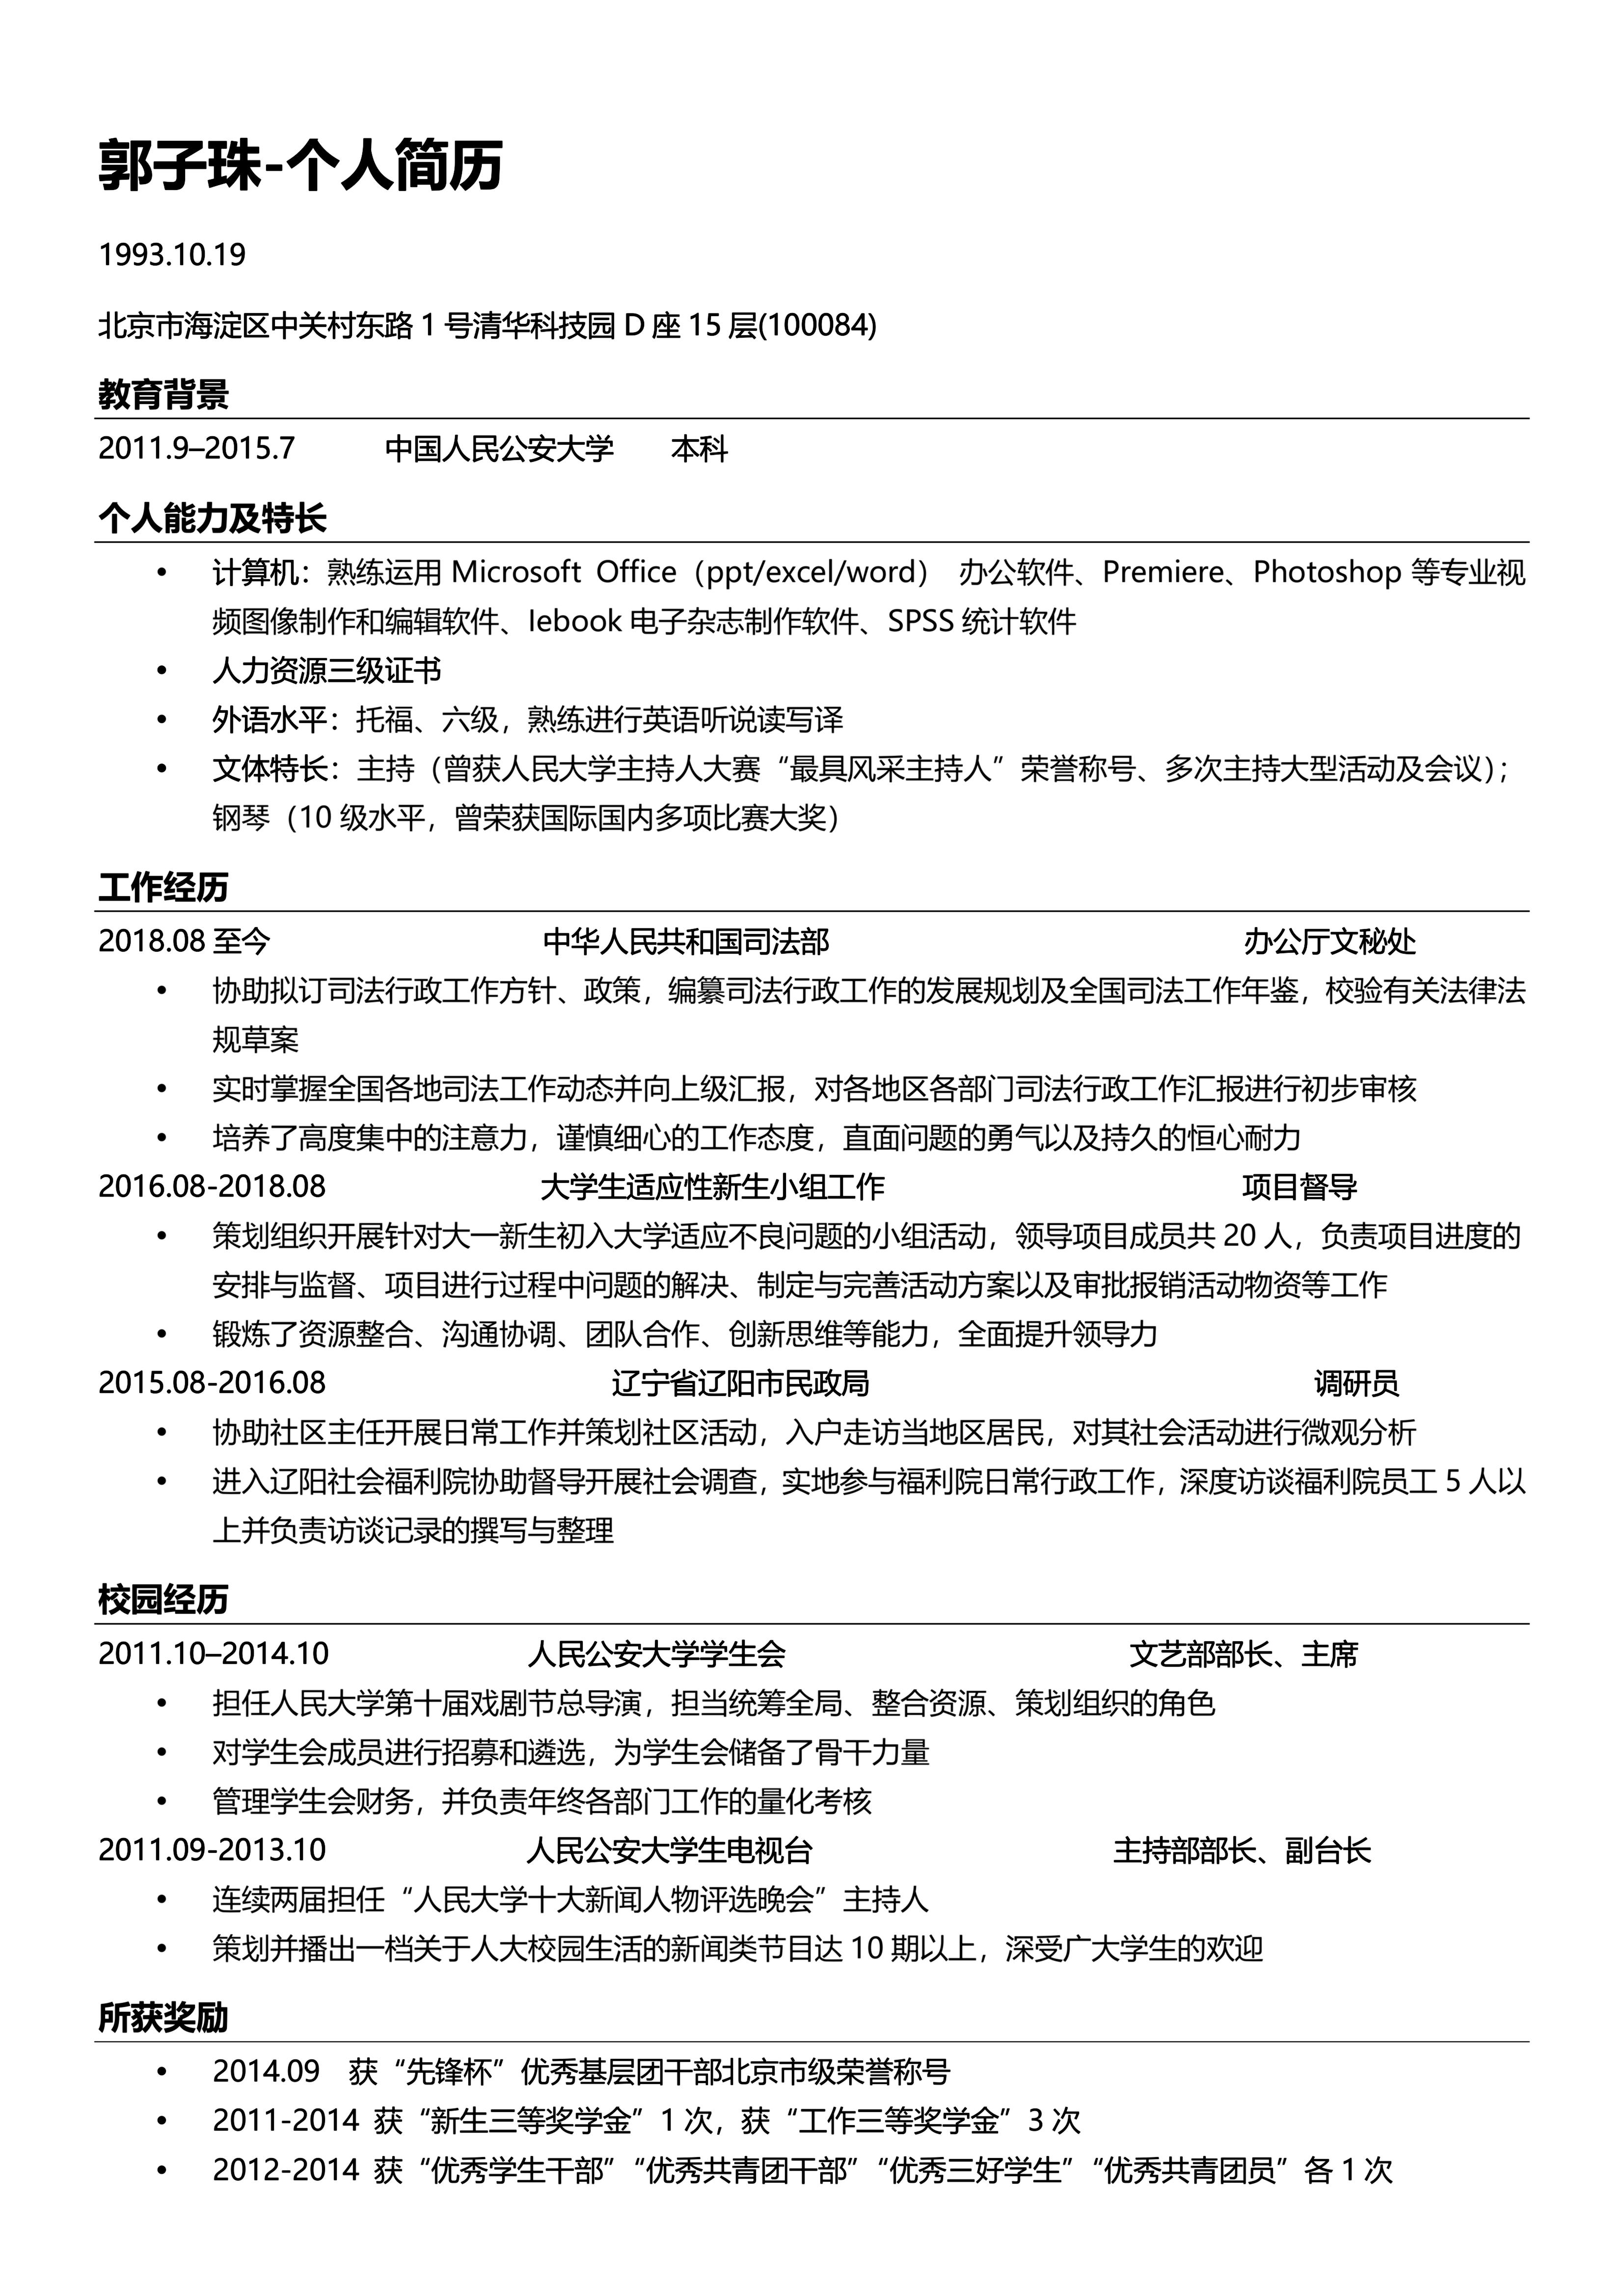 郭子珠-个人简历
1993.10.19
北京市海淀区中关村东路 1 号清华科技园 D 座 15 层(100084)
教育背景
2011.9–2015.7 中国人民公安大学 本科
个人能力及特长
• 计算机：熟练运用 Microsoft Office（ppt/excel/word） 办公软件、Premiere、Photoshop 等专业视
频图像制作和编辑软件、Iebook 电子杂志制作软件、SPSS 统计软件
• 人力资源三级证书
• 外语水平：托福、六级，熟练进行英语听说读写译
• 文体特长：主持（曾获人民大学主持人大赛“最具风采主持人”荣誉称号、多次主持大型活动及会议）；
钢琴（10 级水平，曾荣获国际国内多项比赛大奖）
工作经历
2018.08 至今 中华人民共和国司法部 办公厅文秘处
• 协助拟订司法行政工作方针、政策，编纂司法行政工作的发展规划及全国司法工作年鉴，校验有关法律法
规草案
• 实时掌握全国各地司法工作动态并向上级汇报，对各地区各部门司法行政工作汇报进行初步审核
• 培养了高度集中的注意力，谨慎细心的工作态度，直面问题的勇气以及持久的恒心耐力
2016.08-2018.08 大学生适应性新生小组工作 项目督导
• 策划组织开展针对大一新生初入大学适应不良问题的小组活动，领导项目成员共 20 人，负责项目进度的
安排与监督、项目进行过程中问题的解决、制定与完善活动方案以及审批报销活动物资等工作
• 锻炼了资源整合、沟通协调、团队合作、创新思维等能力，全面提升领导力
2015.08-2016.08 辽宁省辽阳市民政局 调研员
• 协助社区主任开展日常工作并策划社区活动，入户走访当地区居民，对其社会活动进行微观分析
• 进入辽阳社会福利院协助督导开展社会调查，实地参与福利院日常行政工作，深度访谈福利院员工 5 人以
上并负责访谈记录的撰写与整理
校园经历
2011.10–2014.10 人民公安大学学生会 文艺部部长、主席
• 担任人民大学第十届戏剧节总导演，担当统筹全局、整合资源、策划组织的角色
• 对学生会成员进行招募和遴选，为学生会储备了骨干力量
• 管理学生会财务，并负责年终各部门工作的量化考核
2011.09-2013.10 人民公安大学生电视台 主持部部长、副台长
• 连续两届担任“人民大学十大新闻人物评选晚会”主持人
• 策划并播出一档关于人大校园生活的新闻类节目达 10 期以上，深受广大学生的欢迎
所获奖励
• 2014.09 获“先锋杯”优秀基层团干部北京市级荣誉称号
• 2011-2014 获“新生三等奖学金”1 次，获“工作三等奖学金”3 次
• 2012-2014 获“优秀学生干部”“优秀共青团干部”“优秀三好学生”“优秀共青团员”各 1 次